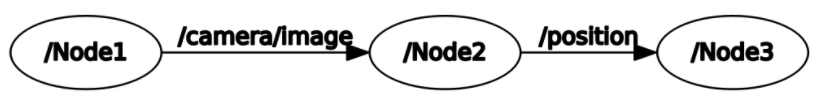 /Node1
/camera/image
/Node2
/position
/Node3